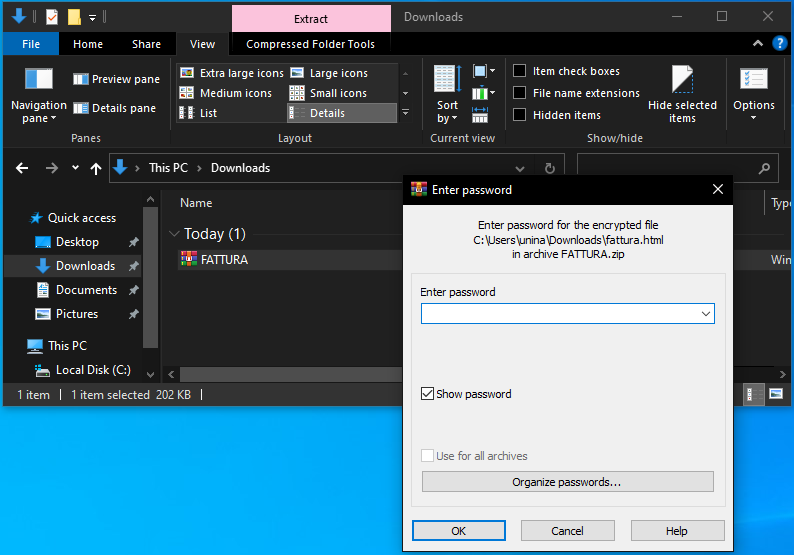 Extract
Downloads
File
Home
Share
View
Compressed Folder Tools
Navigation pane
Preview pane
Details pane
Panes
Extra large icons
Large icons
Medium icons
Small icons
List
Details
Layout
Sort by
Current view
Item check boxes
File name extensions
Hidden items
Hide selected items
Show/hide
Options
This PC
Downloads
Quick access
Desktop
Downloads
Documents
Pictures
This PC
Local Disk (C:)
Name
Type
Today (1)
FATTURA
Win
1 item
1 item selected 202 KB
Enter password
Enter password for the encrypted file
C:\Users\unina\Downloads\fattura.html
in archive FATTURA.zip
Enter password
Show password
Use for all archives
Organize passwords...
OK
Cancel
Help